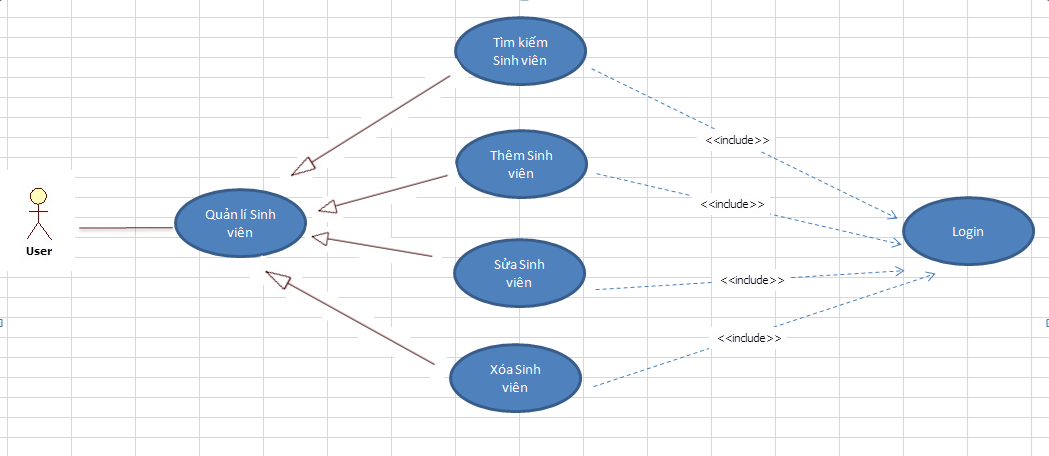 Tìm kiếm
Sinh viên
<<include>>
Thêm Sinh
viên
<<include>>
User
Quản lí Sinh
viên
Login
Sửa Sinh
viên
<<include>>
Xóa Sinh
viên
<<include>>